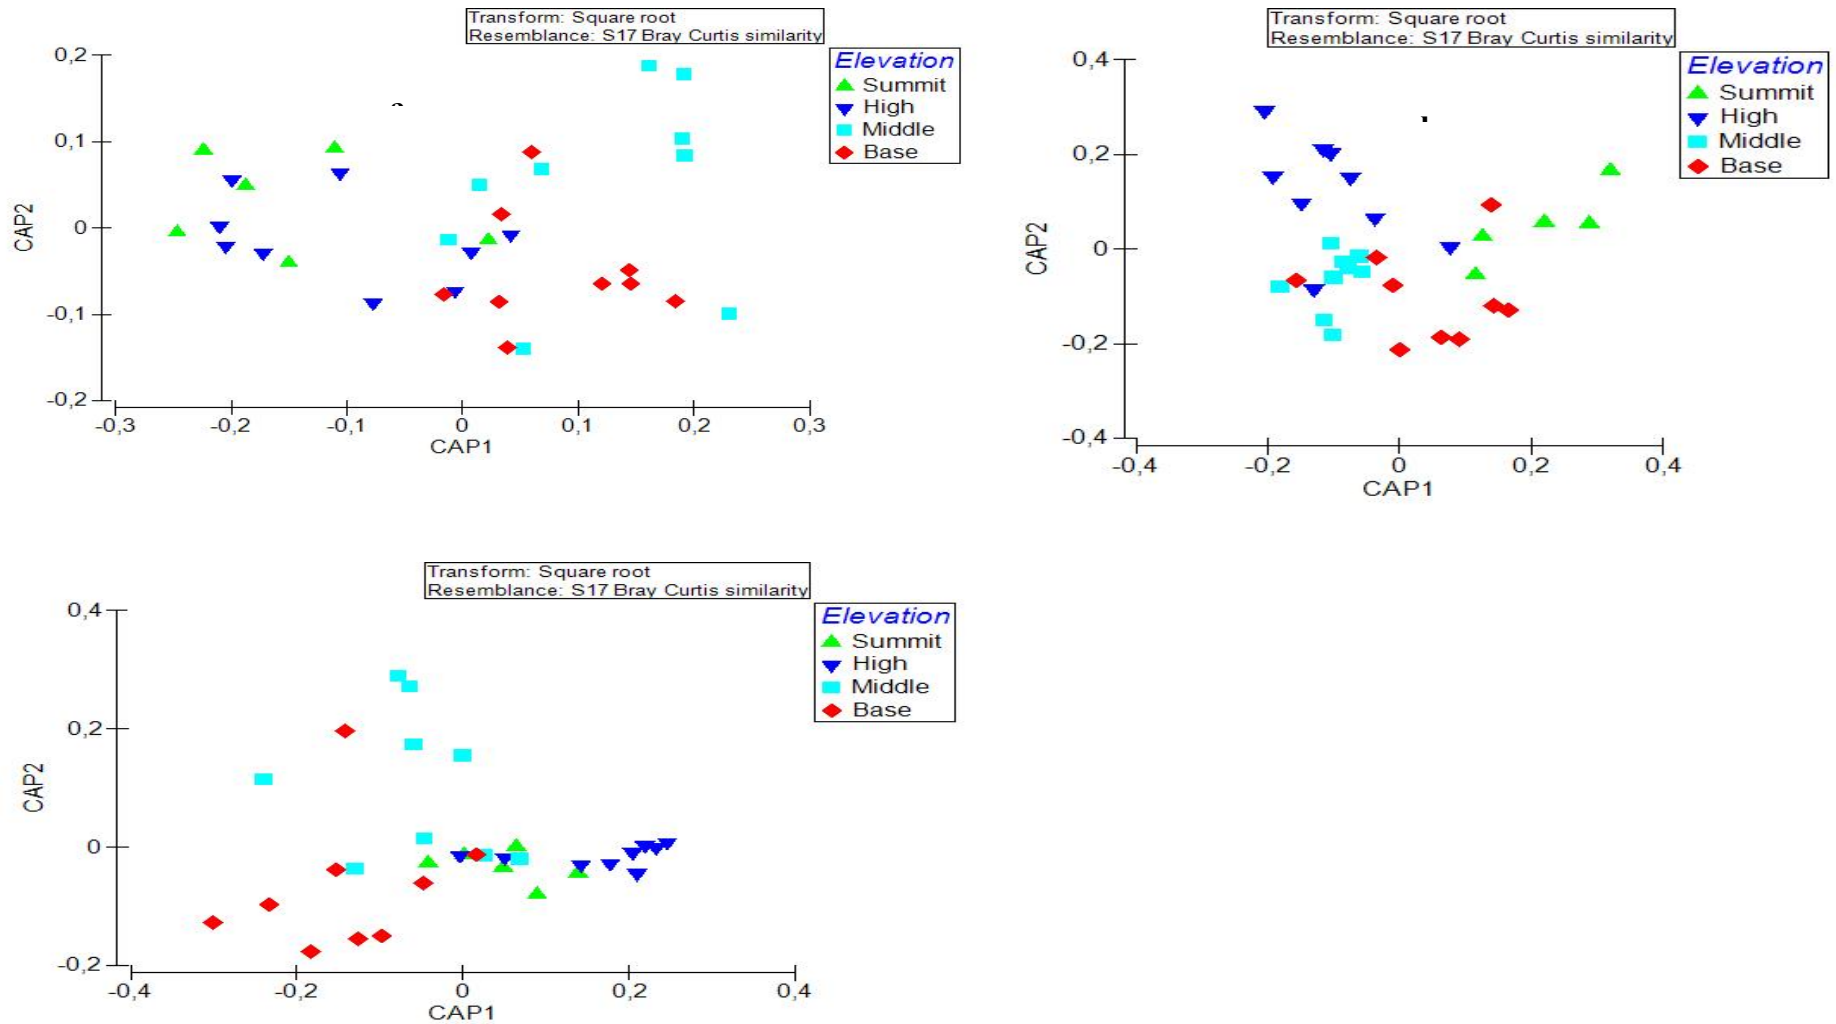 Transform: Square root
Resemblance: S17 Bray Curtis similarity
Elevation
Summit
High
Middle
Base
0,2
0,1
0
-0,1
-0,2
CAP2
-0,3
-0,2
-0,1
0
0,1
0,2
0,3
CAP1
Transform: Square root
Resemblance: S17 Bray Curtis similarity
Elevation
Summit
High
Middle
Base
0,4
0,2
0
-0,2
-0,4
CAP2
-0,4
-0,2
0
0,2
0,4
CAP1
Transform: Square root
Resemblance: S17 Bray Curtis similarity
Elevation
Summit
High
Middle
Base
0,4
0,2
0
-0,2
CAP2
-0,4
-0,2
0
0,2
0,4
CAP1